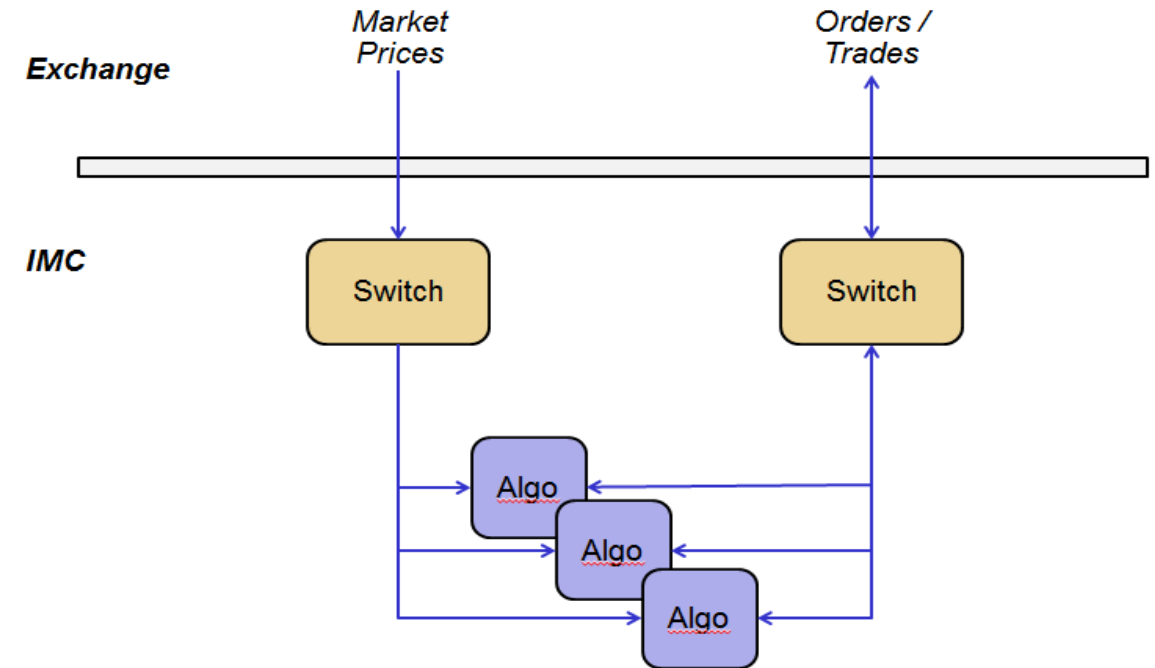 Market
Prices
Orders /
Trades
Exchange
IMC
Switch
Switch
Algo
Algo
Algo